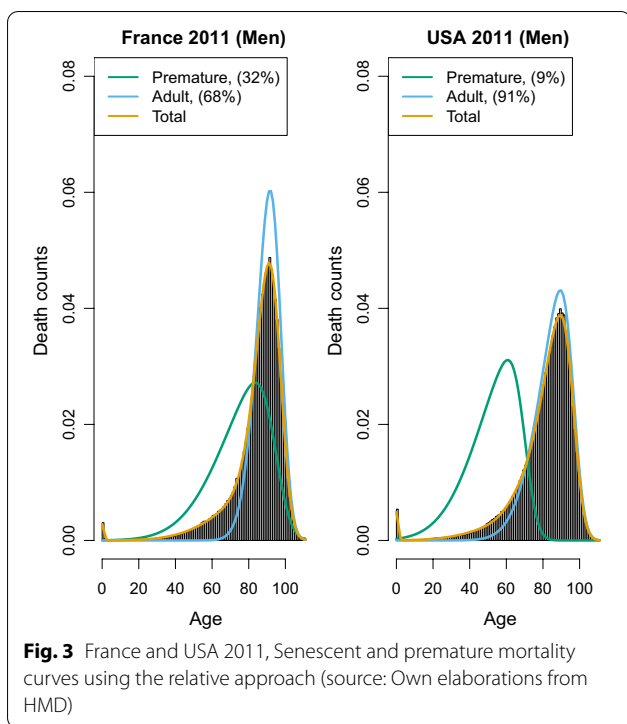 France 2011 (Men)
Premature, (32%)
Adult, (68%)
Total
Death counts
0.00
0.02
0.04
0.06
0.08
0 20 40 60 80 100
Age
USA 2011 (Men)
Premature, (9%)
Adult, (91%)
Total
Death counts
0.00
0.02
0.04
0.06
0.08
0 20 40 60 80 100
Age
Fig. 3 France and USA 2011, Senescent and premature mortality
curves using the relative approach (source: Own elaborations from
HMD)